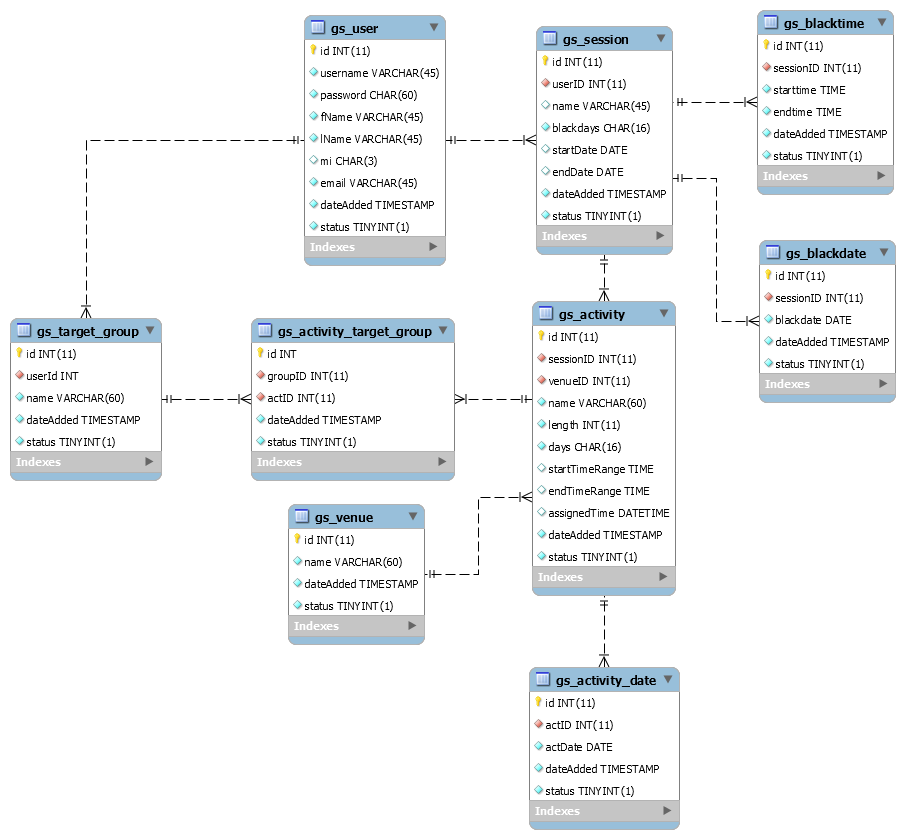 gs_user
id INT(11)
username VARCHAR(45)
password CHAR(60)
fName VARCHAR(45)
lName VARCHAR(45)
mi CHAR(3)
email VARCHAR(45)
dateAdded TIMESTAMP
status TINYINT(1)
Indexes
gs_session
id INT(11)
userID INT(11)
name VARCHAR(45)
blackdays CHAR(16)
startDate DATE
endDate DATE
dateAdded TIMESTAMP
status TINYINT(1)
Indexes
gs_blacktime
id INT(11)
sessionID INT(11)
starttime TIME
endtime TIME
dateAdded TIMESTAMP
status TINYINT(1)
Indexes
gs_blackdate
id INT(11)
sessionID INT(11)
blackdate DATE
dateAdded TIMESTAMP
status TINYINT(1)
Indexes
gs_target_group
id INT(11)
userId INT
name VARCHAR(60)
dateAdded TIMESTAMP
status TINYINT(1)
Indexes
gs_activity_target_group
id INT
groupID INT(11)
actID INT(11)
dateAdded TIMESTAMP
status TINYINT(1)
Indexes
gs_activity
id INT(11)
sessionID INT(11)
venueID INT(11)
name VARCHAR(60)
length INT(11)
days CHAR(16)
startTimeRange TIME
endTimeRange TIME
assignedTime DATETIME
dateAdded TIMESTAMP
status TINYINT(1)
Indexes
gs_venue
id INT(11)
name VARCHAR(60)
dateAdded TIMESTAMP
status TINYINT(1)
Indexes
gs_activity_date
id INT(11)
actID INT(11)
actDate DATE
dateAdded TIMESTAMP
status TINYINT(1)
Indexes